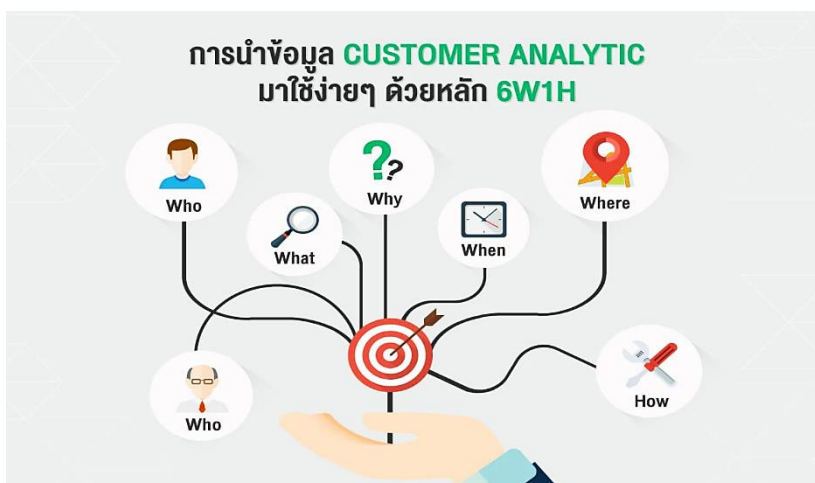 การนำข้อมูล CUSTOMER ANALYTIC
มาใช้ง่ายๆ ด้วยหลัก 6W1H
Who
What
Why
When
Where
Who
How